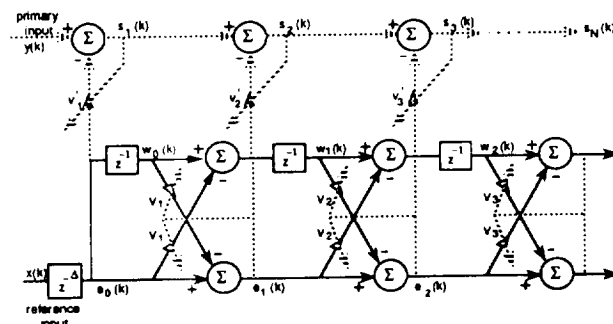 primary
input
y(k)
+ Σ s₁(k) + Σ s₂(k) + Σ s₃(k) s_N(k)
- - -
v'₁ v'₂ v'₃
z⁻¹ w₀(k) + Σ z⁻¹ w₁(k) + Σ z⁻¹ w₂(k) + Σ
- - -
V₁ V₂ V₃
V₁ V₂ V₃
- - -
x(k) z^-Δ e₀(k) + Σ e₁(k) + Σ e₂(k) + Σ
reference
input